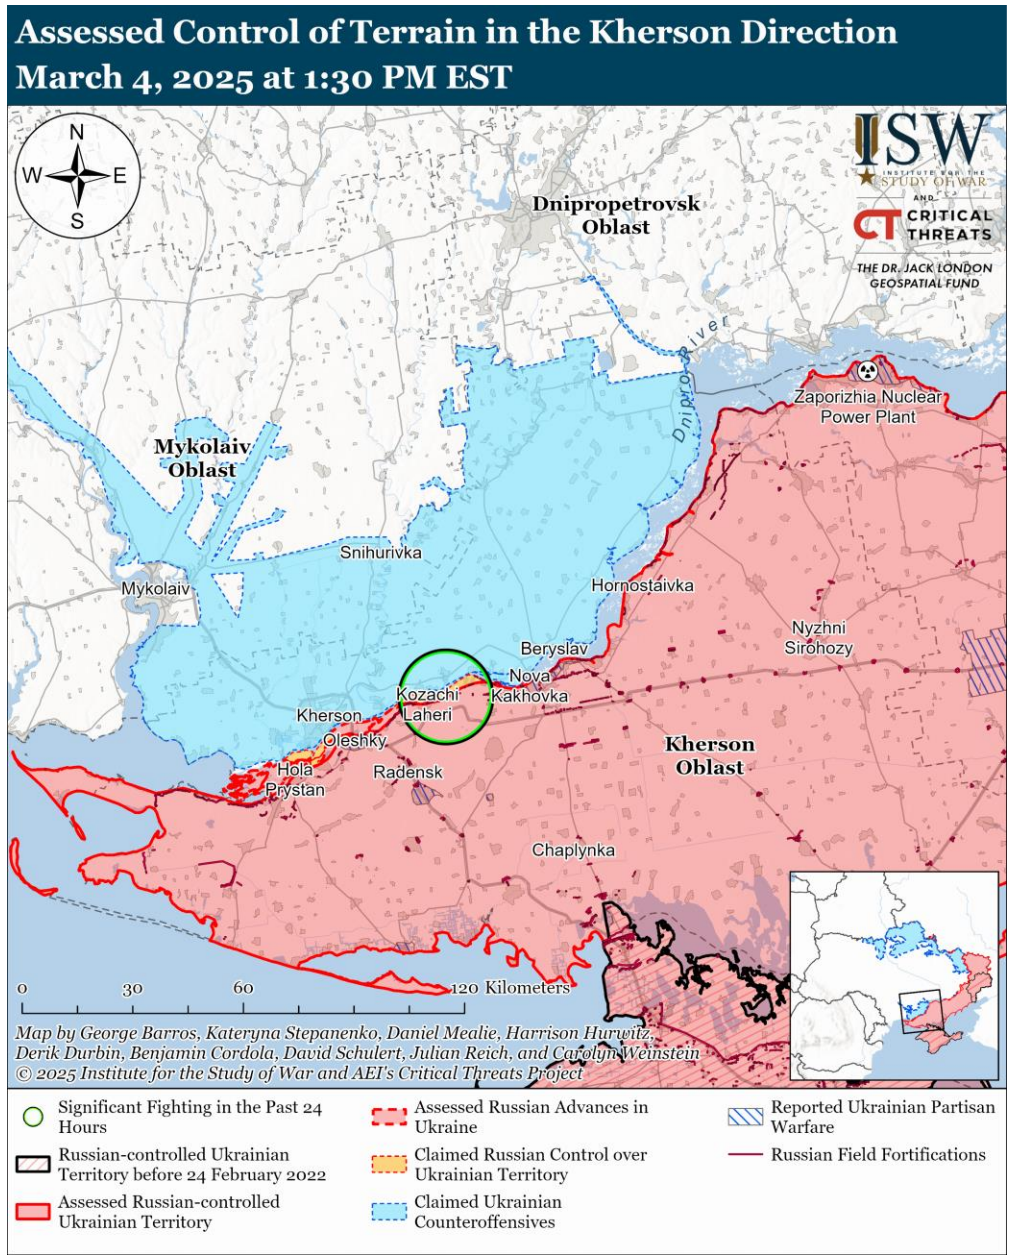 Assessed Control of Terrain in the Kherson Direction
March 4, 2025 at 1:30 PM EST
N
W
E
S
ISW
INSTITUTE FOR THE
STUDY OF WAR
AND
CT CRITICAL
THREATS
THE DR. JACK LONDON
GEOSPATIAL FUND
Dnipropetrovsk
Oblast
Dnipro River
Zaporizhia Nuclear
Power Plant
Mykolaiv
Oblast
Snihurivka
Mykolaiv
Hornostaivka
Nyzhni
Sirohozy
Beryslav
Nova
Kakhovka
Kozachi
Laheri
Kherson
Oleshky
Hola
Prystan
Radensk
Kherson
Oblast
Chaplynka
0 30 60 120 Kilometers
Map by George Barros, Kateryna Stepanenko, Daniel Mealie, Harrison Hurwitz,
Derik Durbin, Benjamin Cordola, David Schulert, Julian Reich, and Carolyn Weinstein
© 2025 Institute for the Study of War and AEI's Critical Threats Project
Significant Fighting in the Past 24
Hours
Russian-controlled Ukrainian
Territory before 24 February 2022
Assessed Russian-controlled
Ukrainian Territory
Assessed Russian Advances in
Ukraine
Claimed Russian Control over
Ukrainian Territory
Claimed Ukrainian
Counteroffensives
Reported Ukrainian Partisan
Warfare
Russian Field Fortifications